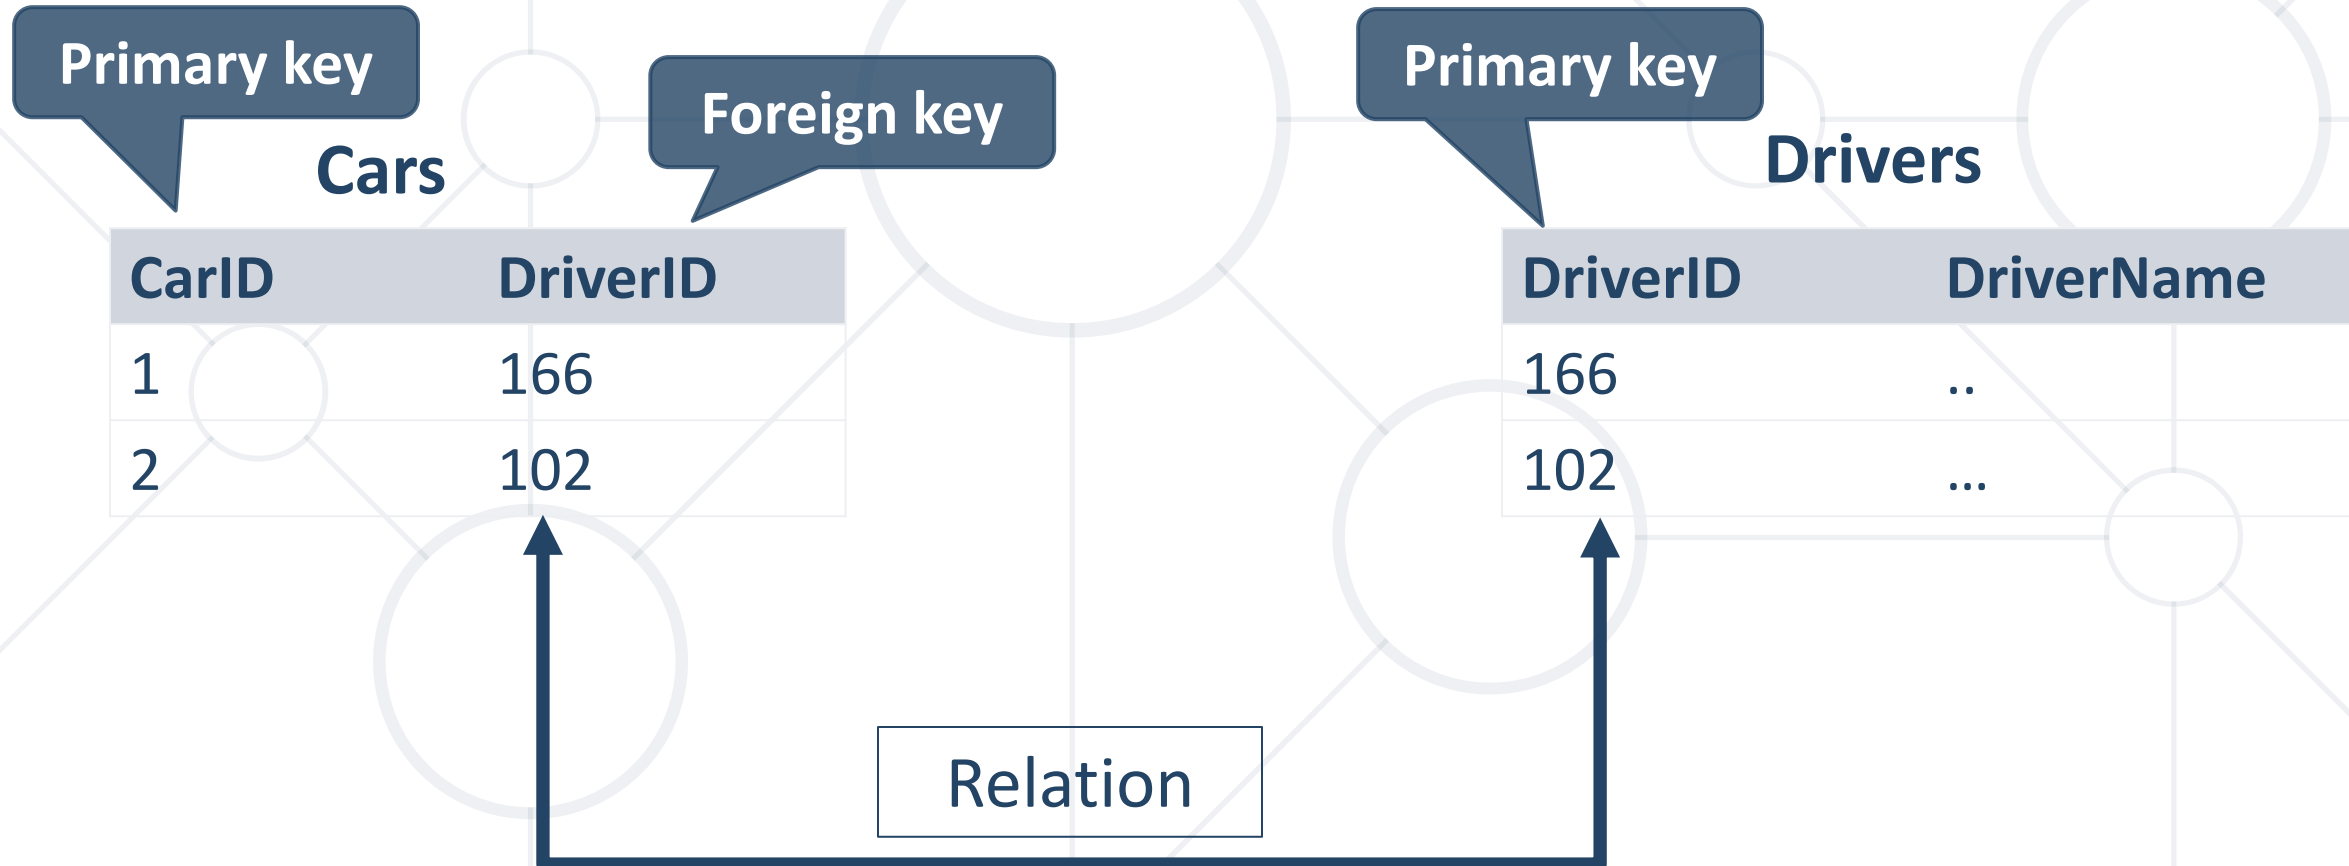 Primary key
Foreign key
Primary key
Cars
Drivers
CarID DriverID
1 166
2 102
DriverID DriverName
166 ..
102 ...
Relation